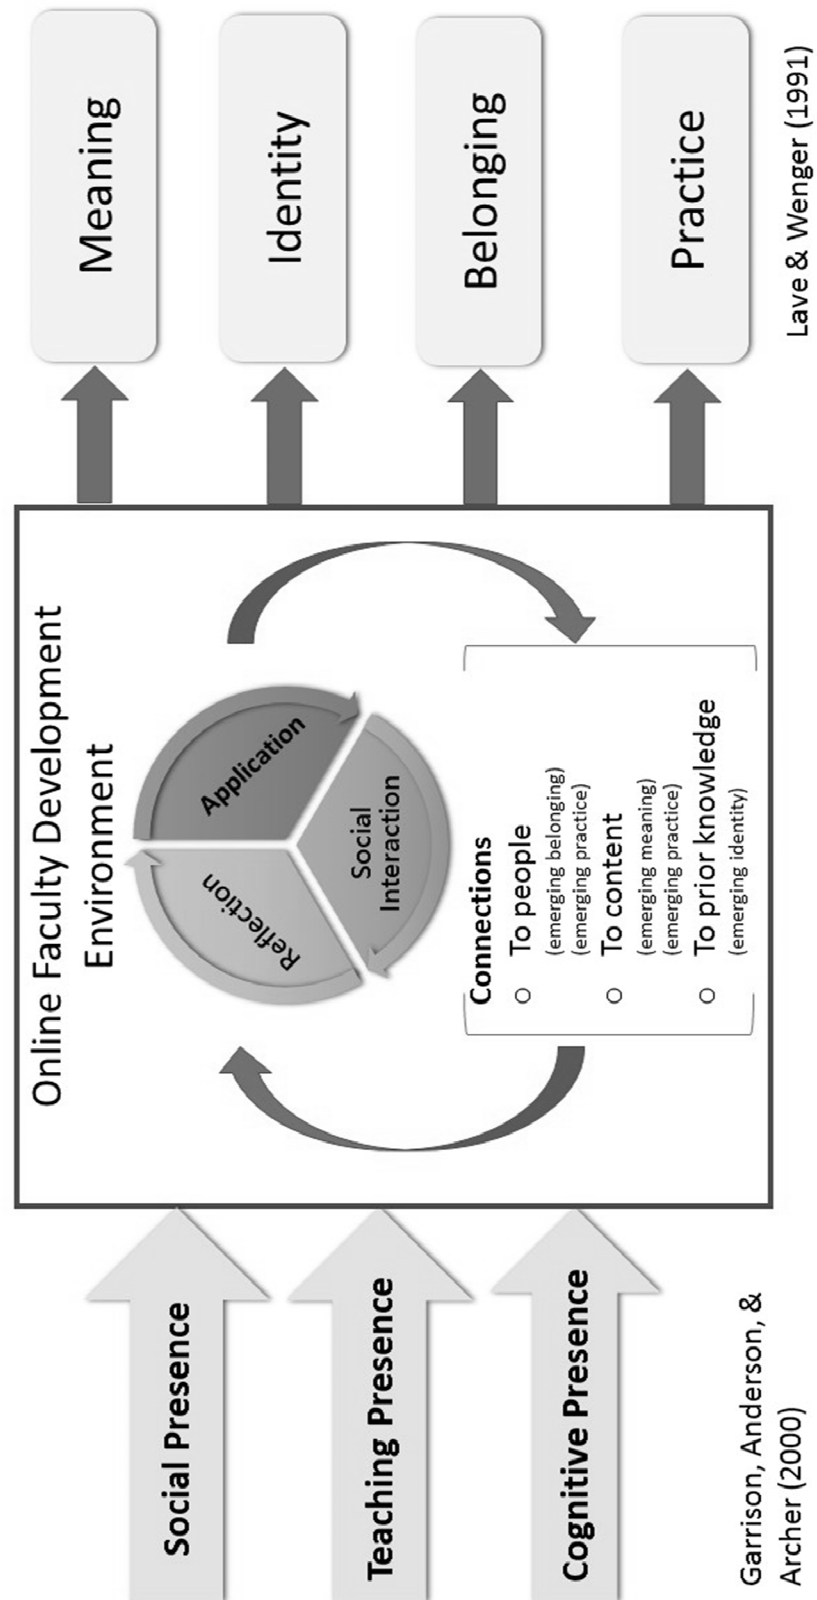 Social Presence
Teaching Presence
Cognitive Presence
Garrison, Anderson, &
Archer (2000)
Online Faculty Development
Environment
Reflection
Application
Social
Interaction
Connections
○ To people
(emerging belonging)
(emerging practice)
○ To content
(emerging meaning)
(emerging practice)
○ To prior knowledge
(emerging identity)
Meaning
Identity
Belonging
Practice
Lave & Wenger (1991)